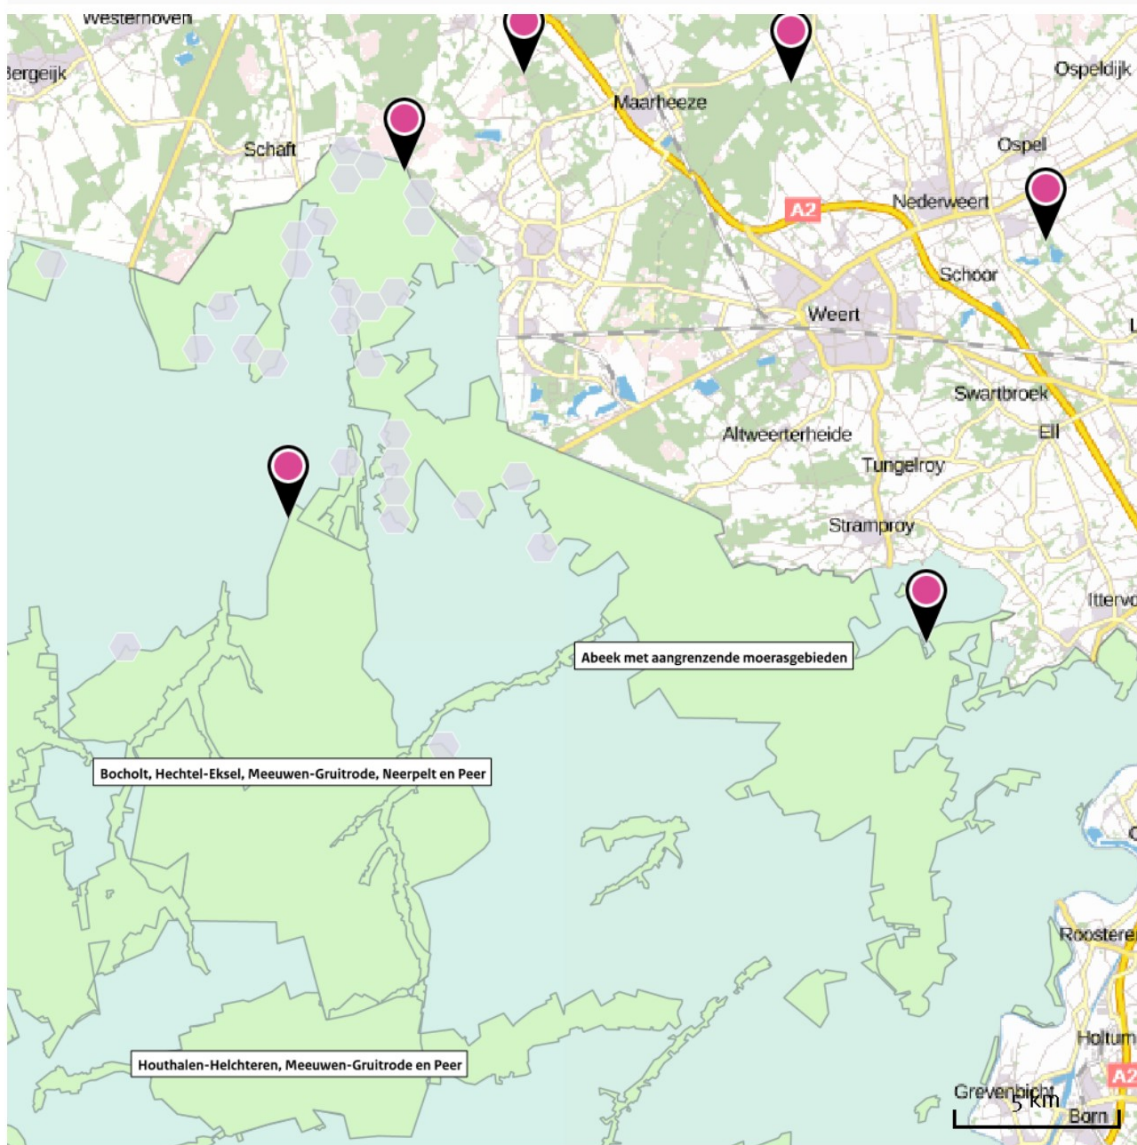 Westerhoven
Bergeijk
Schaft
Maarheeze
Ospeldijk
Ospel
Nederweert
A2
Schoor
Weert
Swartbroek
Ell
Altweerterheide
Tungelroy
Stramproy
Abeek met aangrenzende moerasgebieden
Bocholt, Hechtel-Eksel, Meeuwen-Gruitrode, Neerpelt en Peer
Houthalen-Helchteren, Meeuwen-Gruitrode en Peer
Holtum
A2
Grevenbicht
5 km
Born